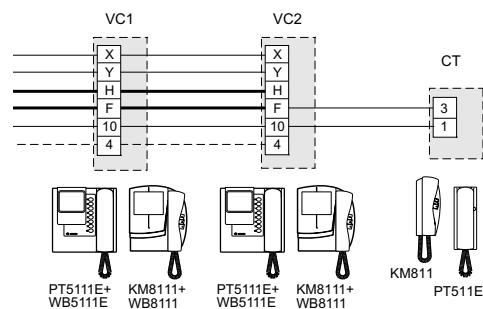 VC1 VC2
CT
X X
Y Y
H H
F F 3
10 10 1
4 4
KM811 PT511E
PT5111E+ KM8111+ PT5111E+ KM8111+
WB5111E WB8111 WB5111E WB8111